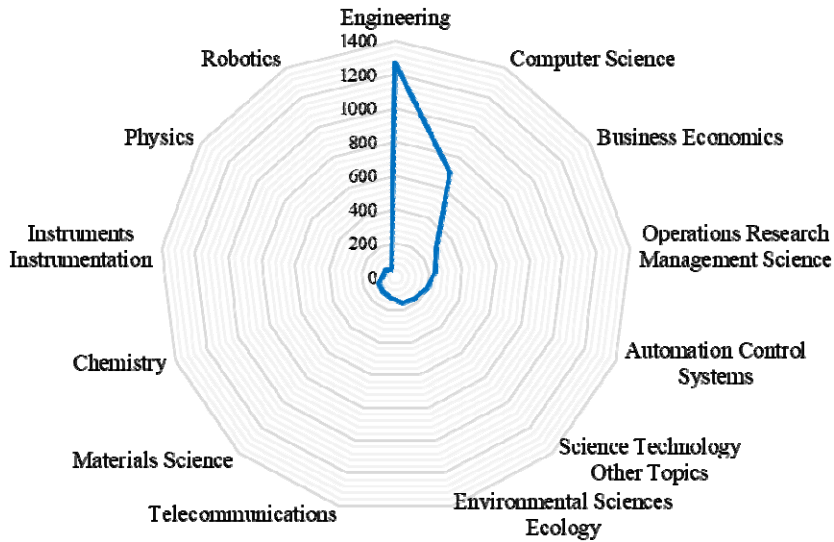 Engineering
Computer Science
Business Economics
Operations Research
Management Science
Automation Control
Systems
Science Technology
Other Topics
Environmental Sciences
Ecology
Telecommunications
Materials Science
Chemistry
Instruments
Instrumentation
Physics
Robotics
1400
1200
1000
800
600
400
200
0